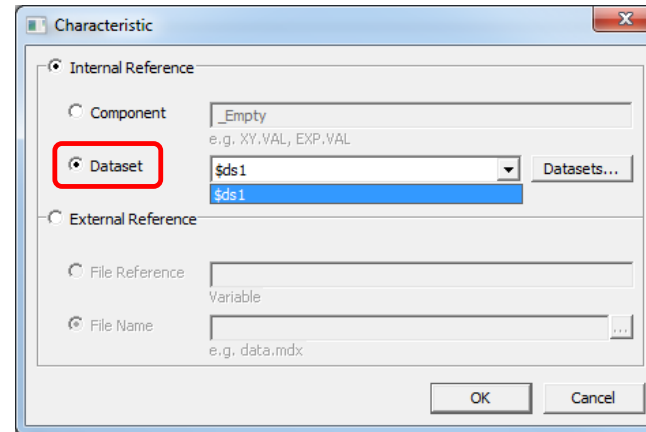 Characteristic
Internal Reference
Component _Empty
e.g. XY.VAL, EXP.VAL
Dataset $ds1 Datasets...
$ds1
External Reference
File Reference
Variable
File Name ...
e.g. data.mdx
OK Cancel